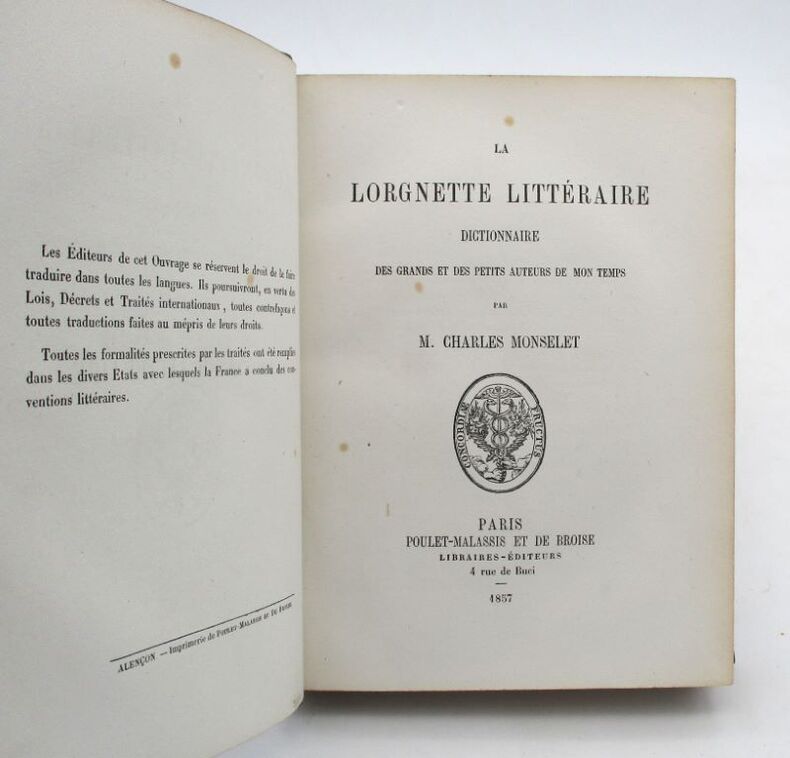 Les Éditeurs de cet Ouvrage se réservent le droit de le faire
traduire dans toutes les langues. Ils poursuivront, en vertu des
Lois, Décrets et Traités internationaux, toutes contrefaçons et
toutes traductions faites au mépris de leurs droits.
Toutes les formalités prescrites par les traités ont été remplies
dans les divers Etats avec lesquels la France a conclu des con-
ventions littéraires.
ALENÇON. — Imprimerie de POULET-MALASSIS ET DE BROISE
LA
LORGNETTE LITTÉRAIRE
DICTIONNAIRE
DES GRANDS ET DES PETITS AUTEURS DE MON TEMPS
PAR
M. CHARLES MONSELET
CONCORDIÆ FRUCTUS
PARIS
POULET-MALASSIS ET DE BROISE
LIBRAIRES-ÉDITEURS
4 rue de Buci
1857